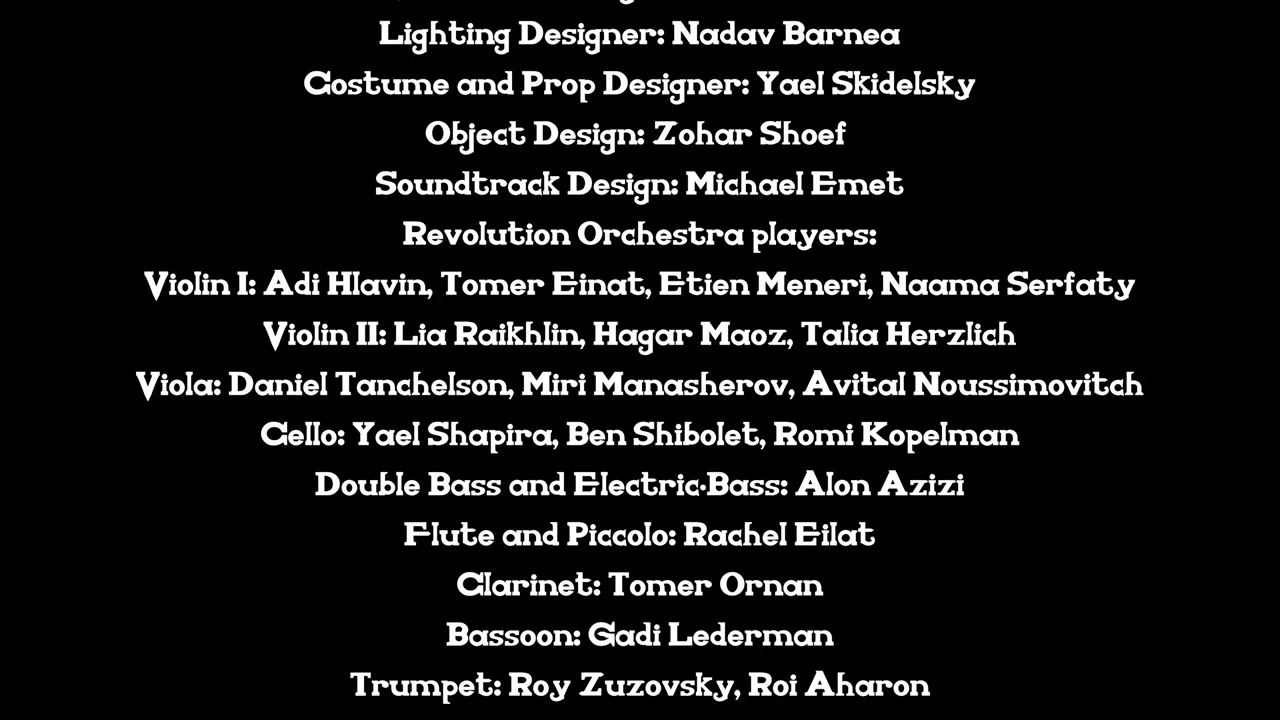 Lighting Designer: Nadav Barnea
Costume and Prop Designer: Yael Skidelsky
Object Design: Zohar Shoef
Soundtrack Design: Michael Emet
Revolution Orchestra players:
Violin I: Adi Hlavin, Tomer Einat, Etien Meneri, Naama Serfaty
Violin II: Lia Raikhlin, Hagar Maoz, Talia Herzlich
Viola: Daniel Tanchelson, Miri Manasherov, Avital Noussimovitch
Cello: Yael Shapira, Ben Shibolet, Romi Kopelman
Double Bass and Electric-Bass: Alon Azizi
Flute and Piccolo: Rachel Eilat
Clarinet: Tomer Ornan
Bassoon: Gadi Lederman
Trumpet: Roy Zuzovsky, Roi Aharon